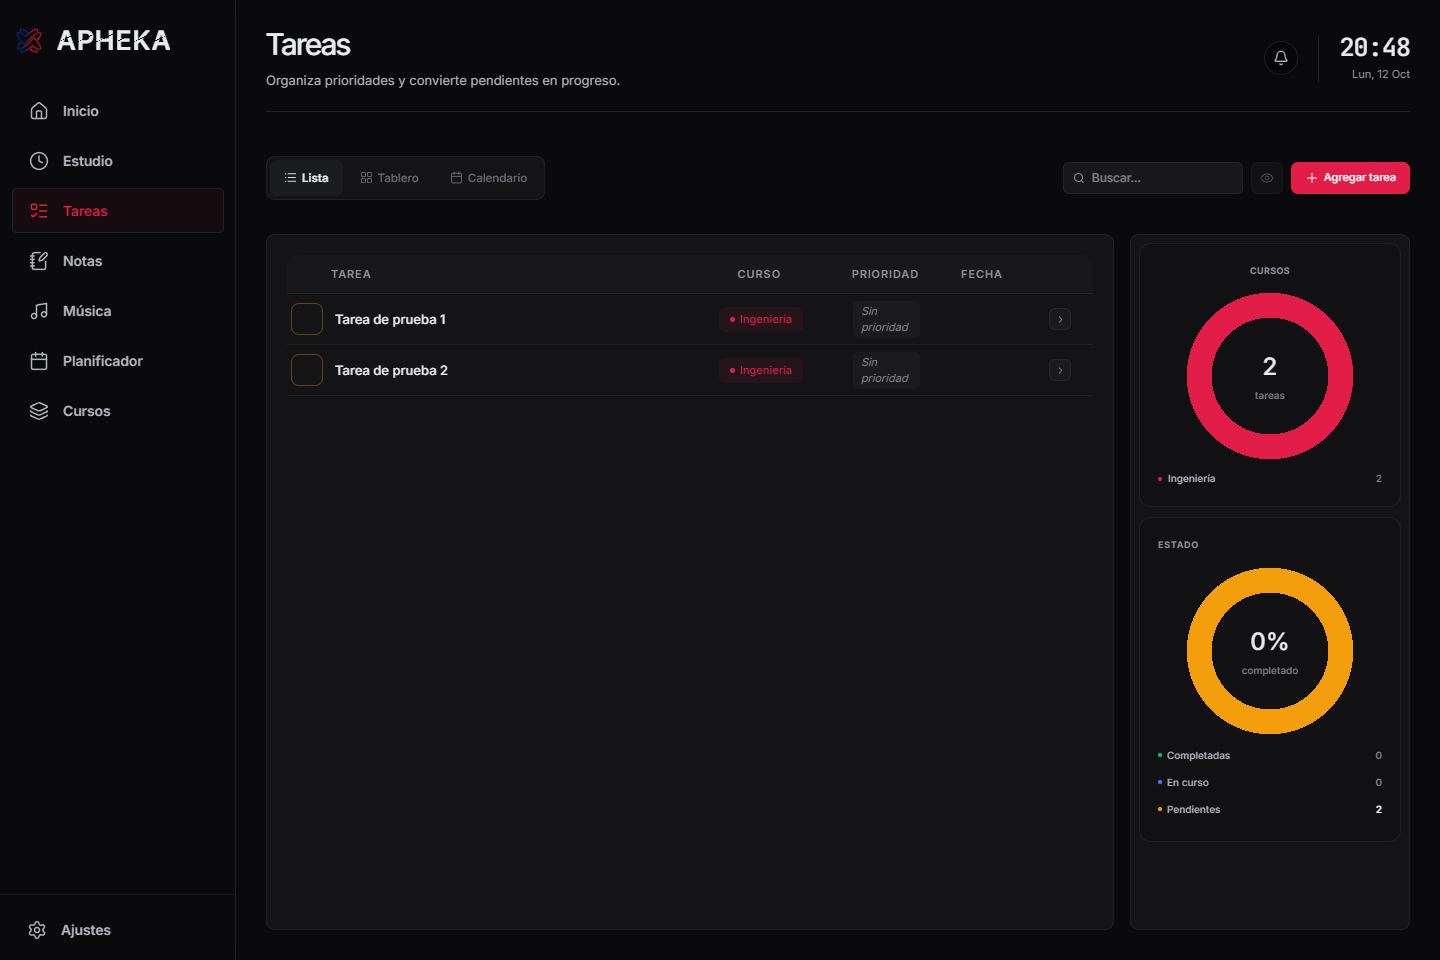 APHEKA
Inicio
Estudio
Tareas
Notas
Música
Planificador
Cursos
Ajustes
Tareas
Organiza prioridades y convierte pendientes en progreso.
20:48
Lun, 12 Oct
Lista
Tablero
Calendario
Buscar...
Agregar tarea
TAREA CURSO PRIORIDAD FECHA
Tarea de prueba 1
Ingeniería
Sin
prioridad
Tarea de prueba 2
Ingeniería
Sin
prioridad
CURSOS
2
tareas
Ingeniería 2
ESTADO
0%
completado
Completadas 0
En curso 0
Pendientes 2